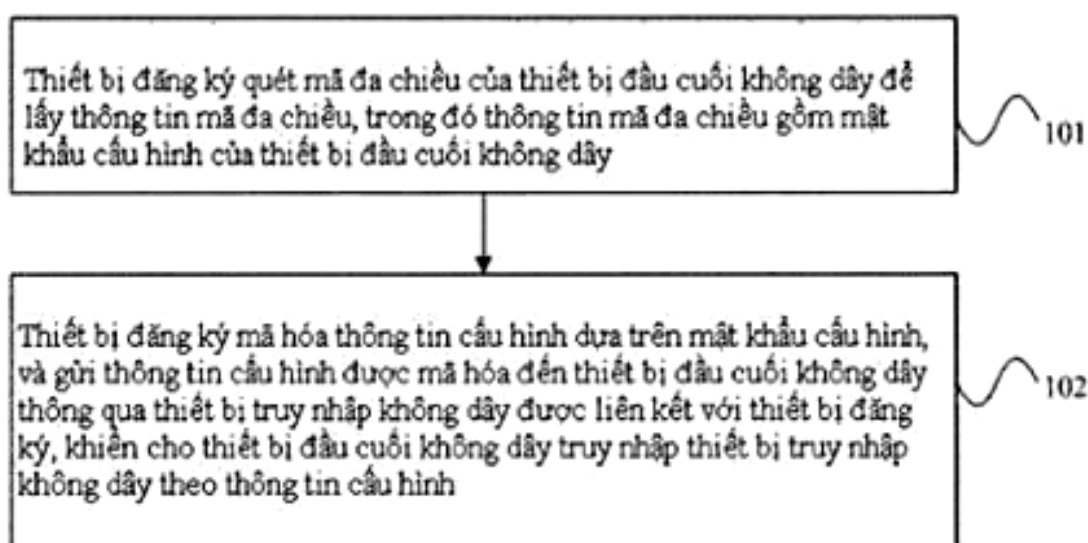 Thiết bị đăng ký quét mã đa chiều của thiết bị đầu cuối không dây để
lấy thông tin mã đa chiều, trong đó thông tin mã đa chiều gồm mật
khẩu cấu hình của thiết bị đầu cuối không dây
101
Thiết bị đăng ký mã hóa thông tin cấu hình dựa trên mật khẩu cấu hình,
và gửi thông tin cấu hình được mã hóa đến thiết bị đầu cuối không dây
thông qua thiết bị truy nhập không dây được liên kết với thiết bị đăng
ký, khiến cho thiết bị đầu cuối không dây truy nhập thiết bị truy nhập
không dây theo thông tin cấu hình
102